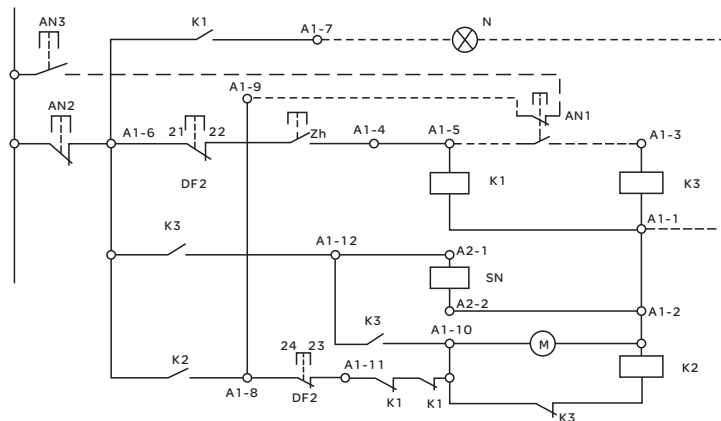 K1
A1-7
N
AN3
A1-9
AN2
A1-6
21
22
Zh
A1-4
A1-5
AN1
A1-3
DF2
K1
K3
A1-1
K3
A1-12
A2-1
SN
A2-2
A1-2
K3
A1-10
M
K2
24 23
A1-11
K2
A1-8
DF2
K1
K1
K3